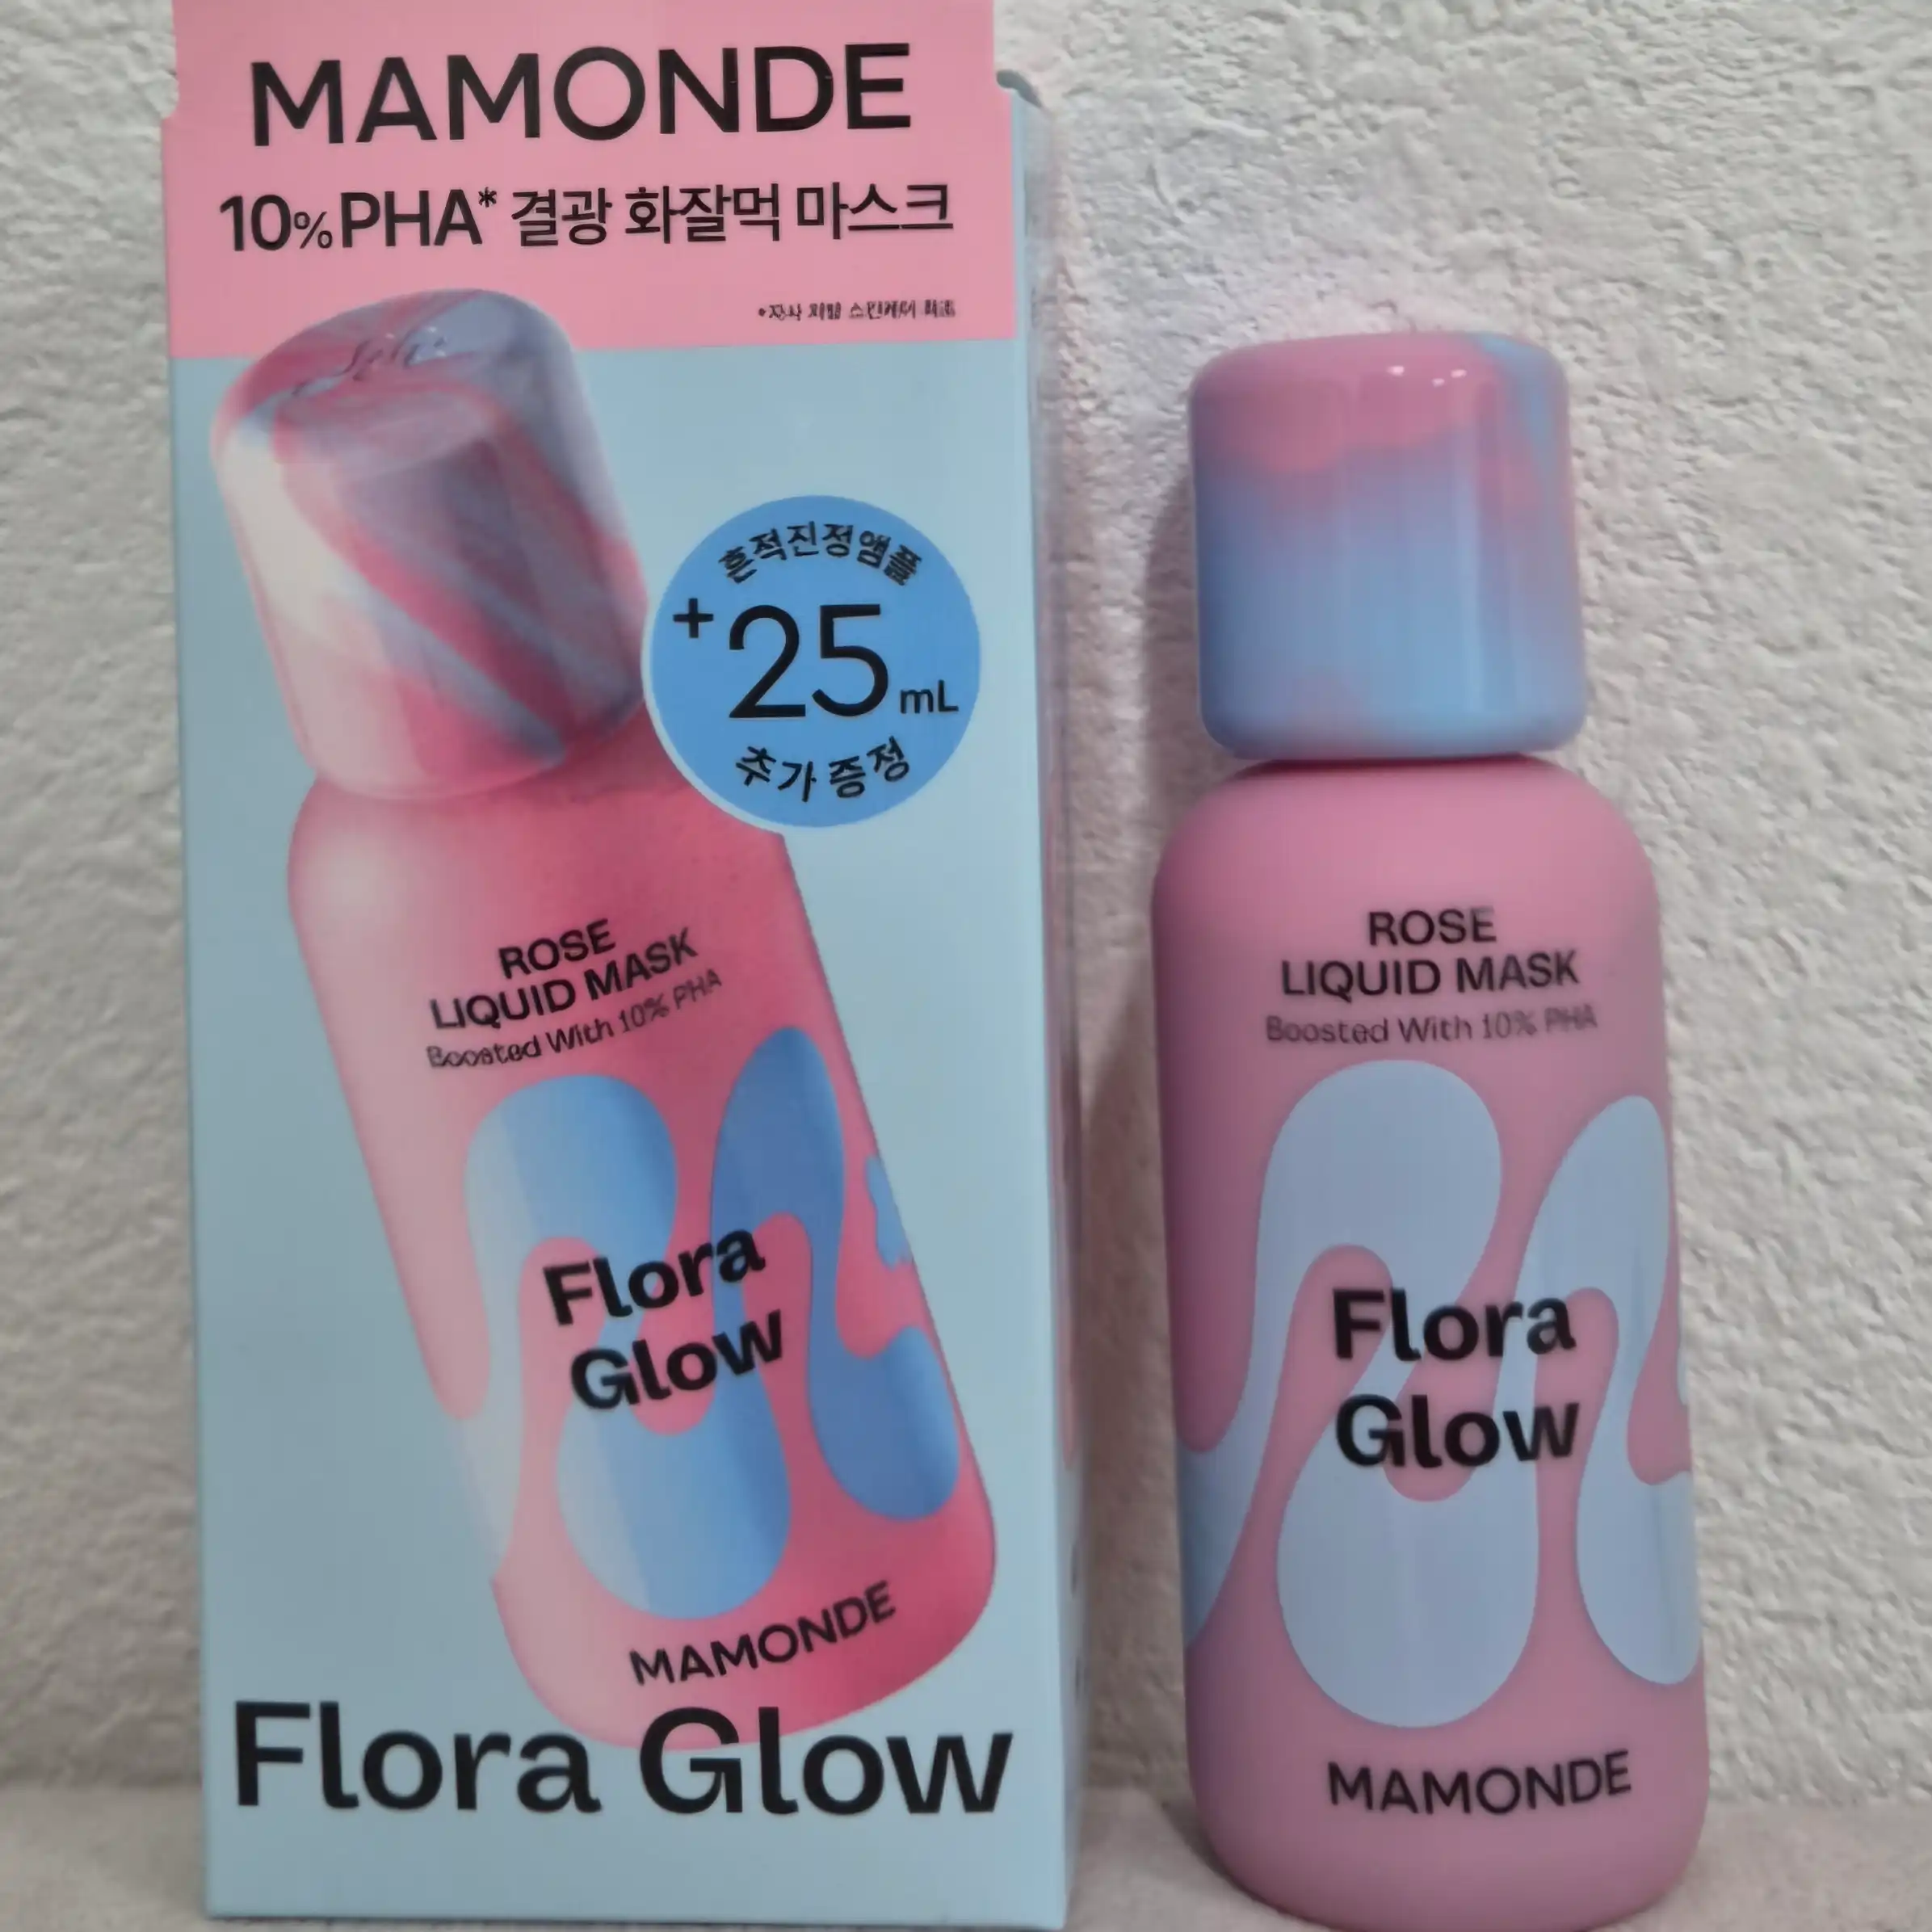 MAMONDE
10% PHA* 결광 화잘먹 마스크
흔적진정앰플
+25 mL
추가 증정
ROSE
LIQUID MASK
Boosted With 10% PHA
Flora
Glow
MAMONDE
Flora Glow
ROSE
LIQUID MASK
Boosted With 10% PHA
Flora
Glow
MAMONDE